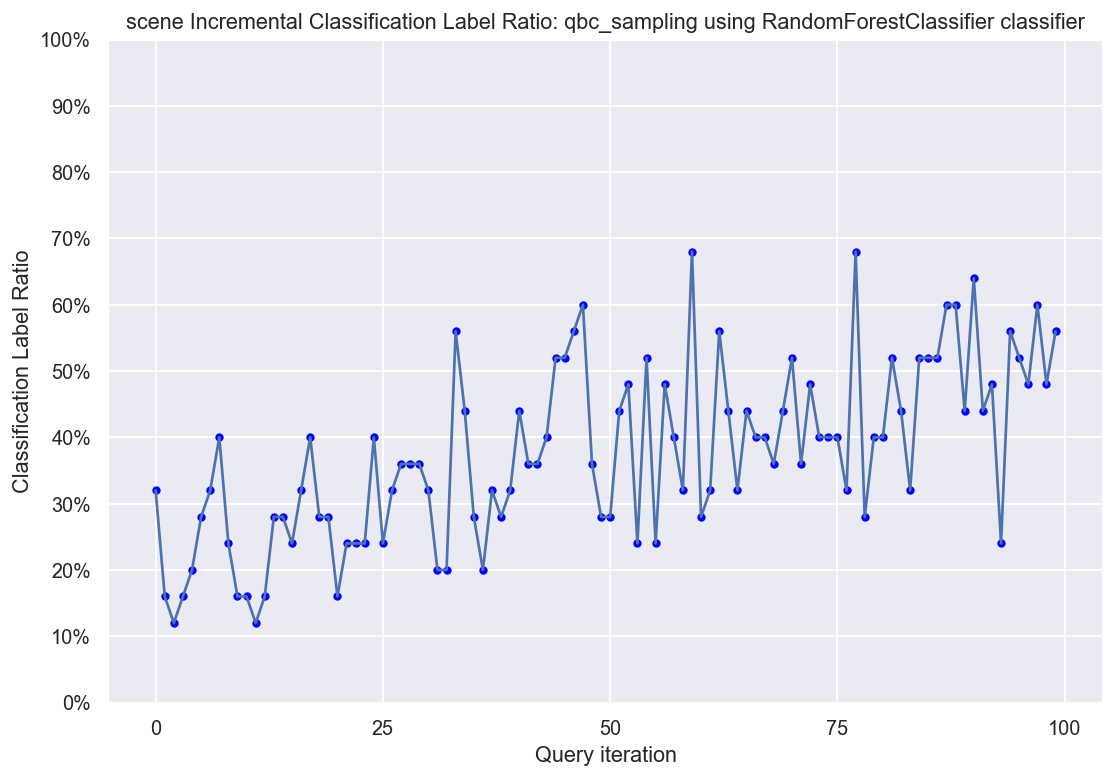 scene Incremental Classification Label Ratio: qbc_sampling using RandomForestClassifier classifier
100%
90%
80%
70%
60%
50%
40%
30%
20%
10%
0%
Classification Label Ratio
0 25 50 75 100
Query iteration